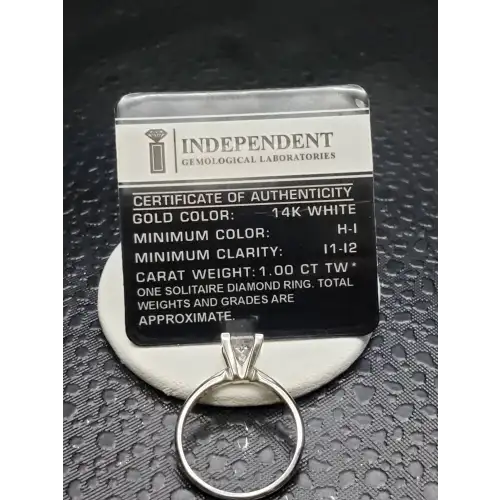 INDEPENDENT
GEMOLOGICAL LABORATORIES
CERTIFICATE OF AUTHENTICITY
GOLD COLOR: 14K WHITE
MINIMUM COLOR: H-I
MINIMUM CLARITY: I1-I2
CARAT WEIGHT: 1.00 CT TW*
ONE SOLITAIRE DIAMOND RING. TOTAL
WEIGHTS AND GRADES ARE
APPROXIMATE.